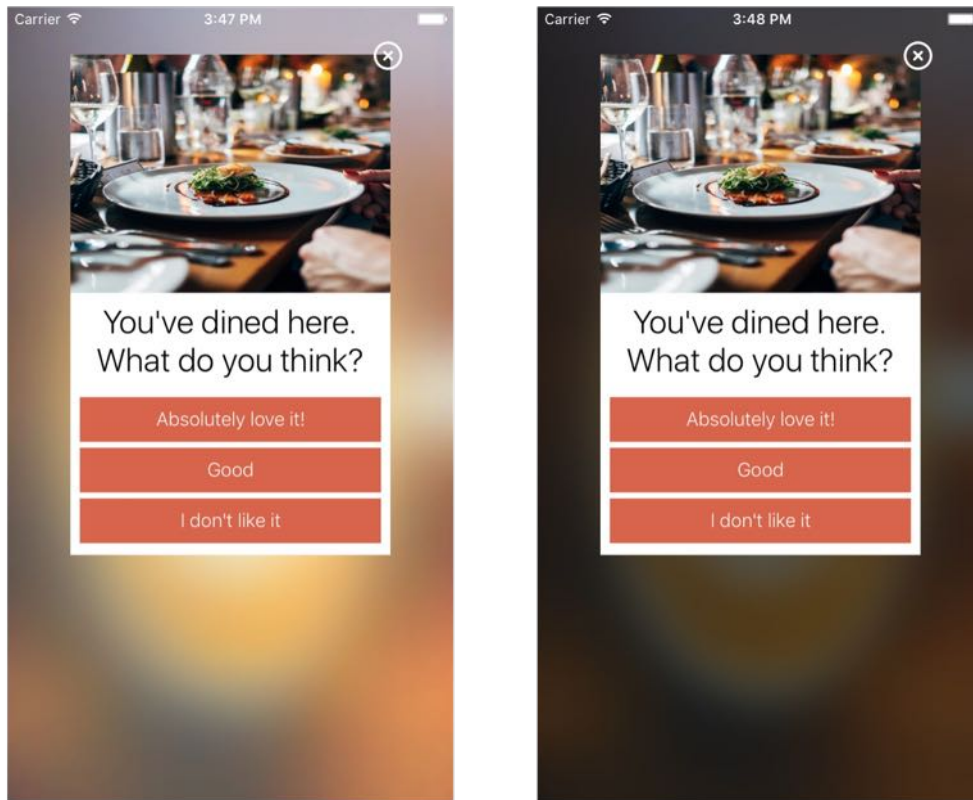 Carrier 3:47 PM
You've dined here.
What do you think?
Absolutely love it!
Good
I don't like it
Carrier 3:48 PM
You've dined here.
What do you think?
Absolutely love it!
Good
I don't like it